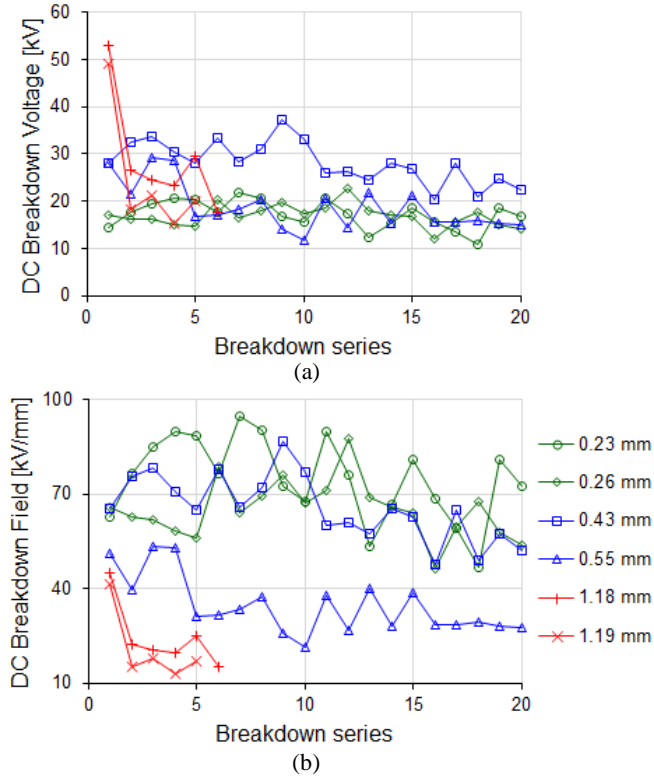 60
50
40
30
20
10
0
DC Breakdown Voltage [kV]
0 5 10 15 20
Breakdown series
(a)
100
70
40
10
DC Breakdown Field [kV/mm]
0 5 10 15 20
Breakdown series
(b)
0.23 mm
0.26 mm
0.43 mm
0.55 mm
1.18 mm
1.19 mm